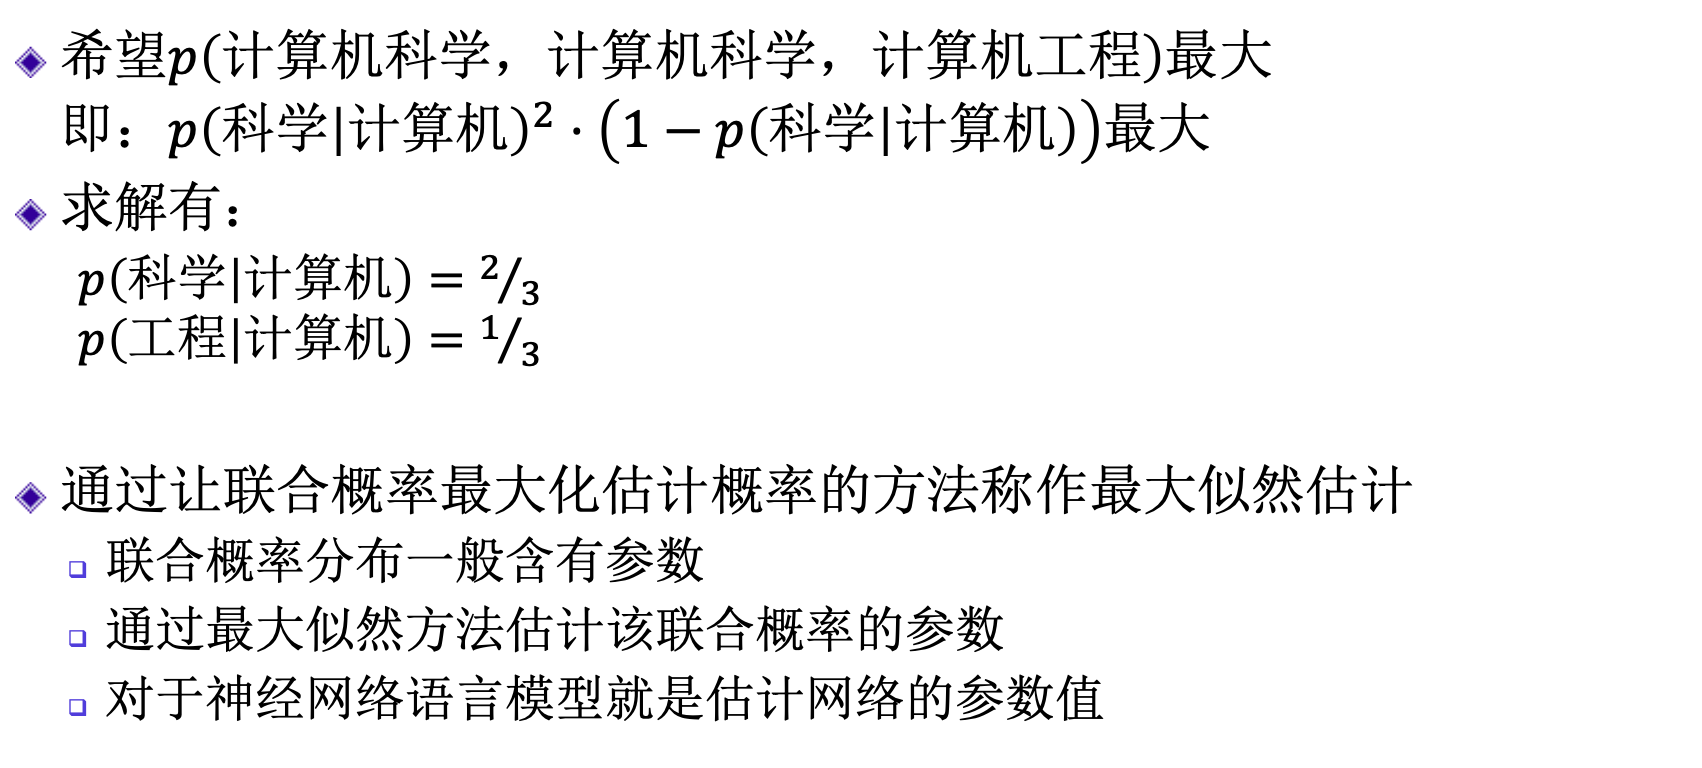 希望p(计算机科学，计算机科学，计算机工程)最大
即：p(科学|计算机)² · (1 − p(科学|计算机))最大
求解有：
p(科学|计算机) = ²⁄₃
p(工程|计算机) = ¹⁄₃
通过让联合概率最大化估计概率的方法称作最大似然估计
联合概率分布一般含有参数
通过最大似然方法估计该联合概率的参数
对于神经网络语言模型就是估计网络的参数值